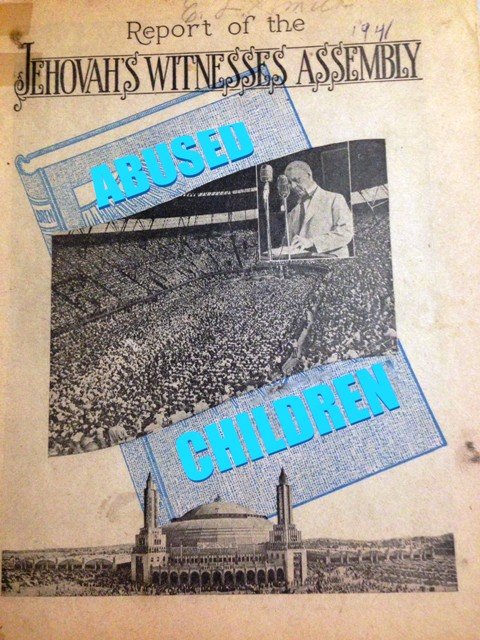 1941
Report of the
JEHOVAH'S WITNESSES ASSEMBLY
ABUSED
CHILDREN